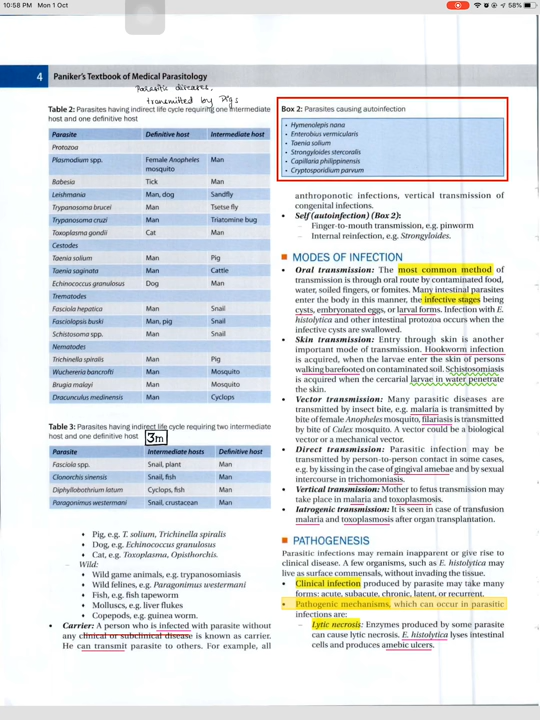 10:58 PM Mon 1 Oct
58%
4 Paniker's Textbook of Medical Parasitology
Parasitic diseases,
transmitted by Pigs
Table 2: Parasites having indirect life cycle requiring one intermediate
host and one definitive host
Parasite Definitive host Intermediate host
Protozoa
Plasmodium spp. Female Anopheles Man
mosquito
Babesia Tick Man
Leishmania Man, dog Sandfly
Trypanosoma brucei Man Tsetse fly
Trypanosoma cruzi Man Triatomine bug
Toxoplasma gondii Cat Man
Cestodes
Taenia solium Man Pig
Taenia saginata Man Cattle
Echinococcus granulosus Dog Man
Trematodes
Fasciola hepatica Man Snail
Fasciolopsis buski Man, pig Snail
Schistosoma spp. Man Snail
Nematodes
Trichinella spiralis Man Pig
Wuchereria bancrofti Man Mosquito
Brugia malayi Man Mosquito
Dracunculus medinensis Man Cyclops
Table 3: Parasites having indirect life cycle requiring two intermediate
host and one definitive host 3m
Parasite Intermediate hosts Definitive host
Fasciola spp. Snail, plant Man
Clonorchis sinensis Snail, fish Man
Diphyllobothrium latum Cyclops, fish Man
Paragonimus westermani Snail, crustacean Man
• Pig, e.g. T. solium, Trichinella spiralis
• Dog, e.g. Echinococcus granulosus
• Cat, e.g. Toxoplasma, Opisthorchis.
– Wild:
• Wild game animals, e.g. trypanosomiasis
• Wild felines, e.g. Paragonimus westermani
• Fish, e.g. fish tapeworm
• Molluscs, e.g. liver flukes
• Copepods, e.g. guinea worm.
• Carrier: A person who is infected with parasite without
any clinical or subclinical disease is known as carrier.
He can transmit parasite to others. For example, all
Box 2: Parasites causing autoinfection
• Hymenolepis nana
• Enterobius vermicularis
• Taenia solium
• Strongyloides stercoralis
• Capillaria philippinensis
• Cryptosporidium parvum
anthroponotic infections, vertical transmission of
congenital infections.
• Self (autoinfection) (Box 2):
– Finger-to-mouth transmission, e.g. pinworm
– Internal reinfection, e.g. Strongyloides.
MODES OF INFECTION
• Oral transmission: The most common method of
transmission is through oral route by contaminated food,
water, soiled fingers, or fomites. Many intestinal parasites
enter the body in this manner, the infective stages being
cysts, embryonated eggs, or larval forms. Infection with E.
histolytica and other intestinal protozoa occurs when the
infective cysts are swallowed.
• Skin transmission: Entry through skin is another
important mode of transmission. Hookworm infection
is acquired, when the larvae enter the skin of persons
walking barefooted on contaminated soil. Schistosomiasis
is acquired when the cercarial larvae in water penetrate
the skin.
• Vector transmission: Many parasitic diseases are
transmitted by insect bite, e.g. malaria is transmitted by
bite of female Anopheles mosquito, filariasis is transmitted
by bite of Culex mosquito. A vector could be a biological
vector or a mechanical vector.
• Direct transmission: Parasitic infection may be
transmitted by person-to-person contact in some cases,
e.g. by kissing in the case of gingival amebae and by sexual
intercourse in trichomoniasis.
• Vertical transmission: Mother to fetus transmission may
take place in malaria and toxoplasmosis.
• Iatrogenic transmission: It is seen in case of transfusion
malaria and toxoplasmosis after organ transplantation.
PATHOGENESIS
Parasitic infections may remain inapparent or give rise to
clinical disease. A few organisms, such as E. histolytica may
live as surface commensals, without invading the tissue.
• Clinical infection produced by parasite may take many
forms: acute, subacute, chronic, latent, or recurrent.
• Pathogenic mechanisms, which can occur in parasitic
infections are:
– Lytic necrosis: Enzymes produced by some parasite
can cause lytic necrosis. E. histolytica lyses intestinal
cells and produces amebic ulcers.